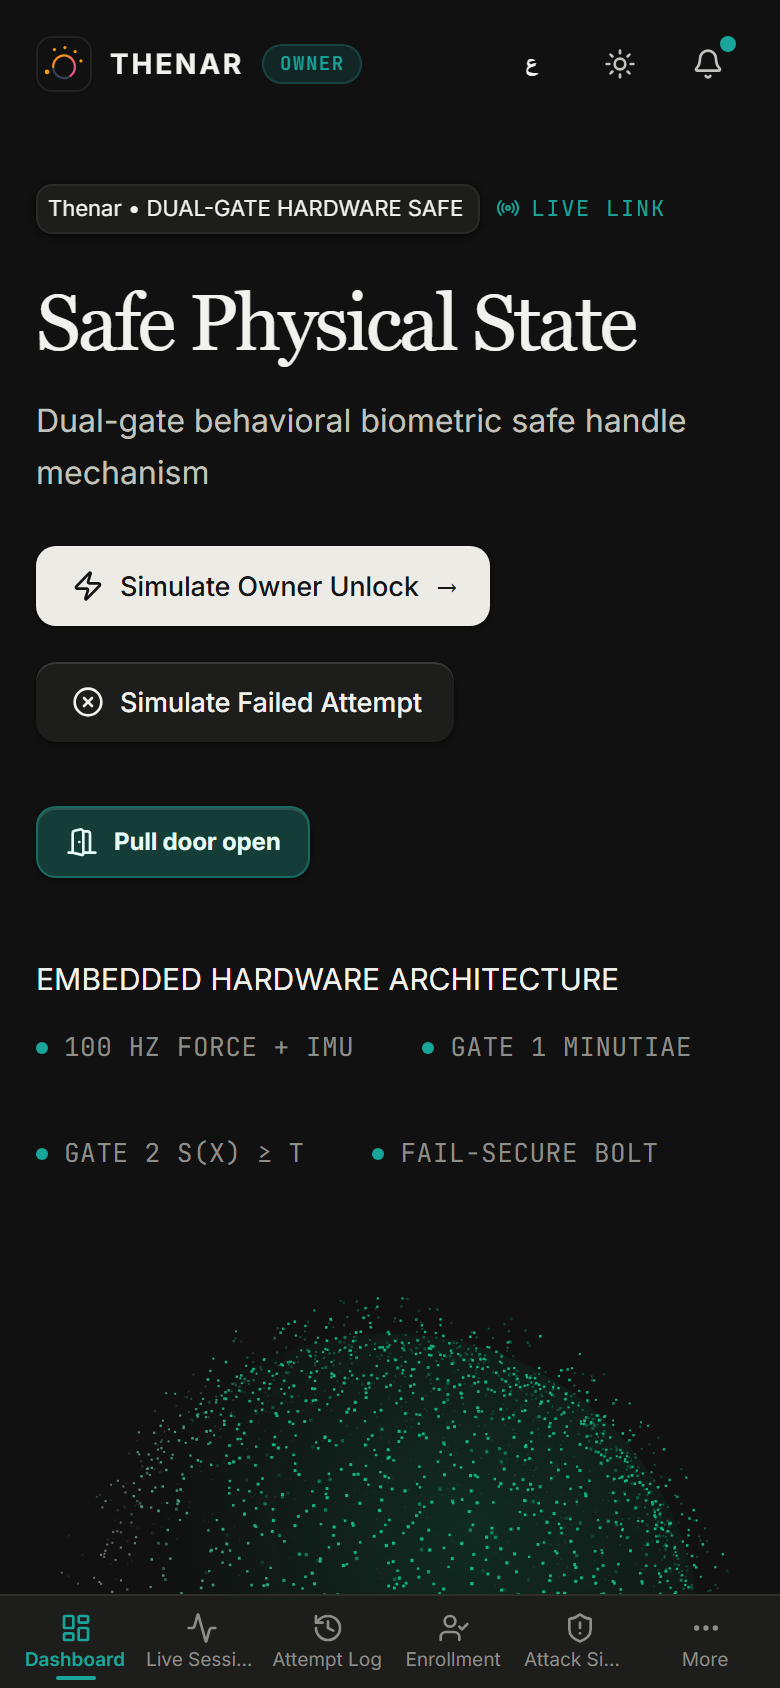 THENAR OWNER ع
Thenar • DUAL-GATE HARDWARE SAFE LIVE LINK
Safe Physical State
Dual-gate behavioral biometric safe handle
mechanism
Simulate Owner Unlock →
Simulate Failed Attempt
Pull door open
EMBEDDED HARDWARE ARCHITECTURE
100 HZ FORCE + IMU GATE 1 MINUTIAE
GATE 2 S(X) ≥ T FAIL-SECURE BOLT
Dashboard Live Sessi... Attempt Log Enrollment Attack Si... More